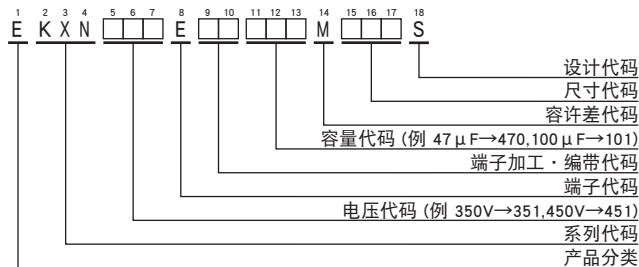 1 2 3 4 5 6 7 8 9 10 11 12 13 14 15 16 17 18
E K X N □□□ E □□ □□□ M □□□ S
设计代码
尺寸代码
容许差代码
容量代码 (例 47μF→470,100μF→101)
端子加工・编带代码
端子代码
电压代码 (例 350V→351,450V→451)
系列代码
产品分类